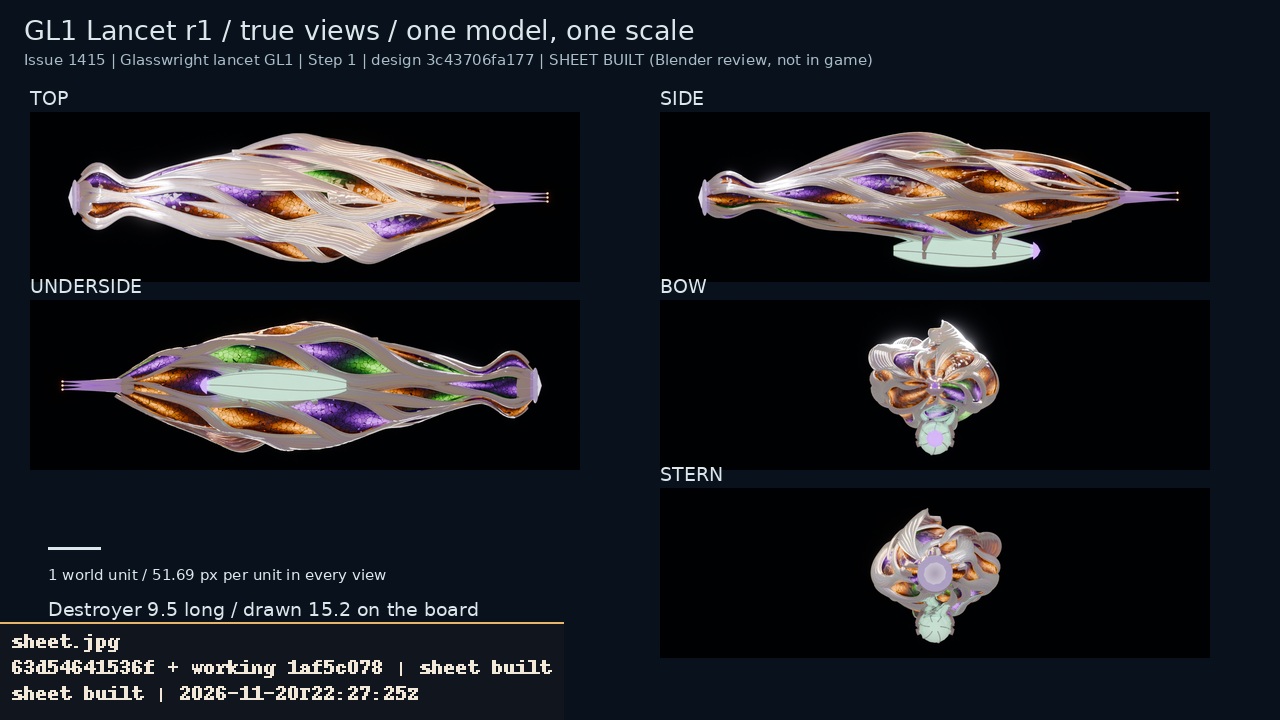 GL1 Lancet r1 / true views / one model, one scale
Issue 1415 | Glasswright lancet GL1 | Step 1 | design 3c43706fa177 | SHEET BUILT (Blender review, not in game)
TOP
SIDE
UNDERSIDE
BOW
STERN
1 world unit / 51.69 px per unit in every view
Destroyer 9.5 long / drawn 15.2 on the board
sheet.jpg
63d54641536f + working 1af5c078 | sheet built
sheet built | 2026-11-20T22:27:25Z